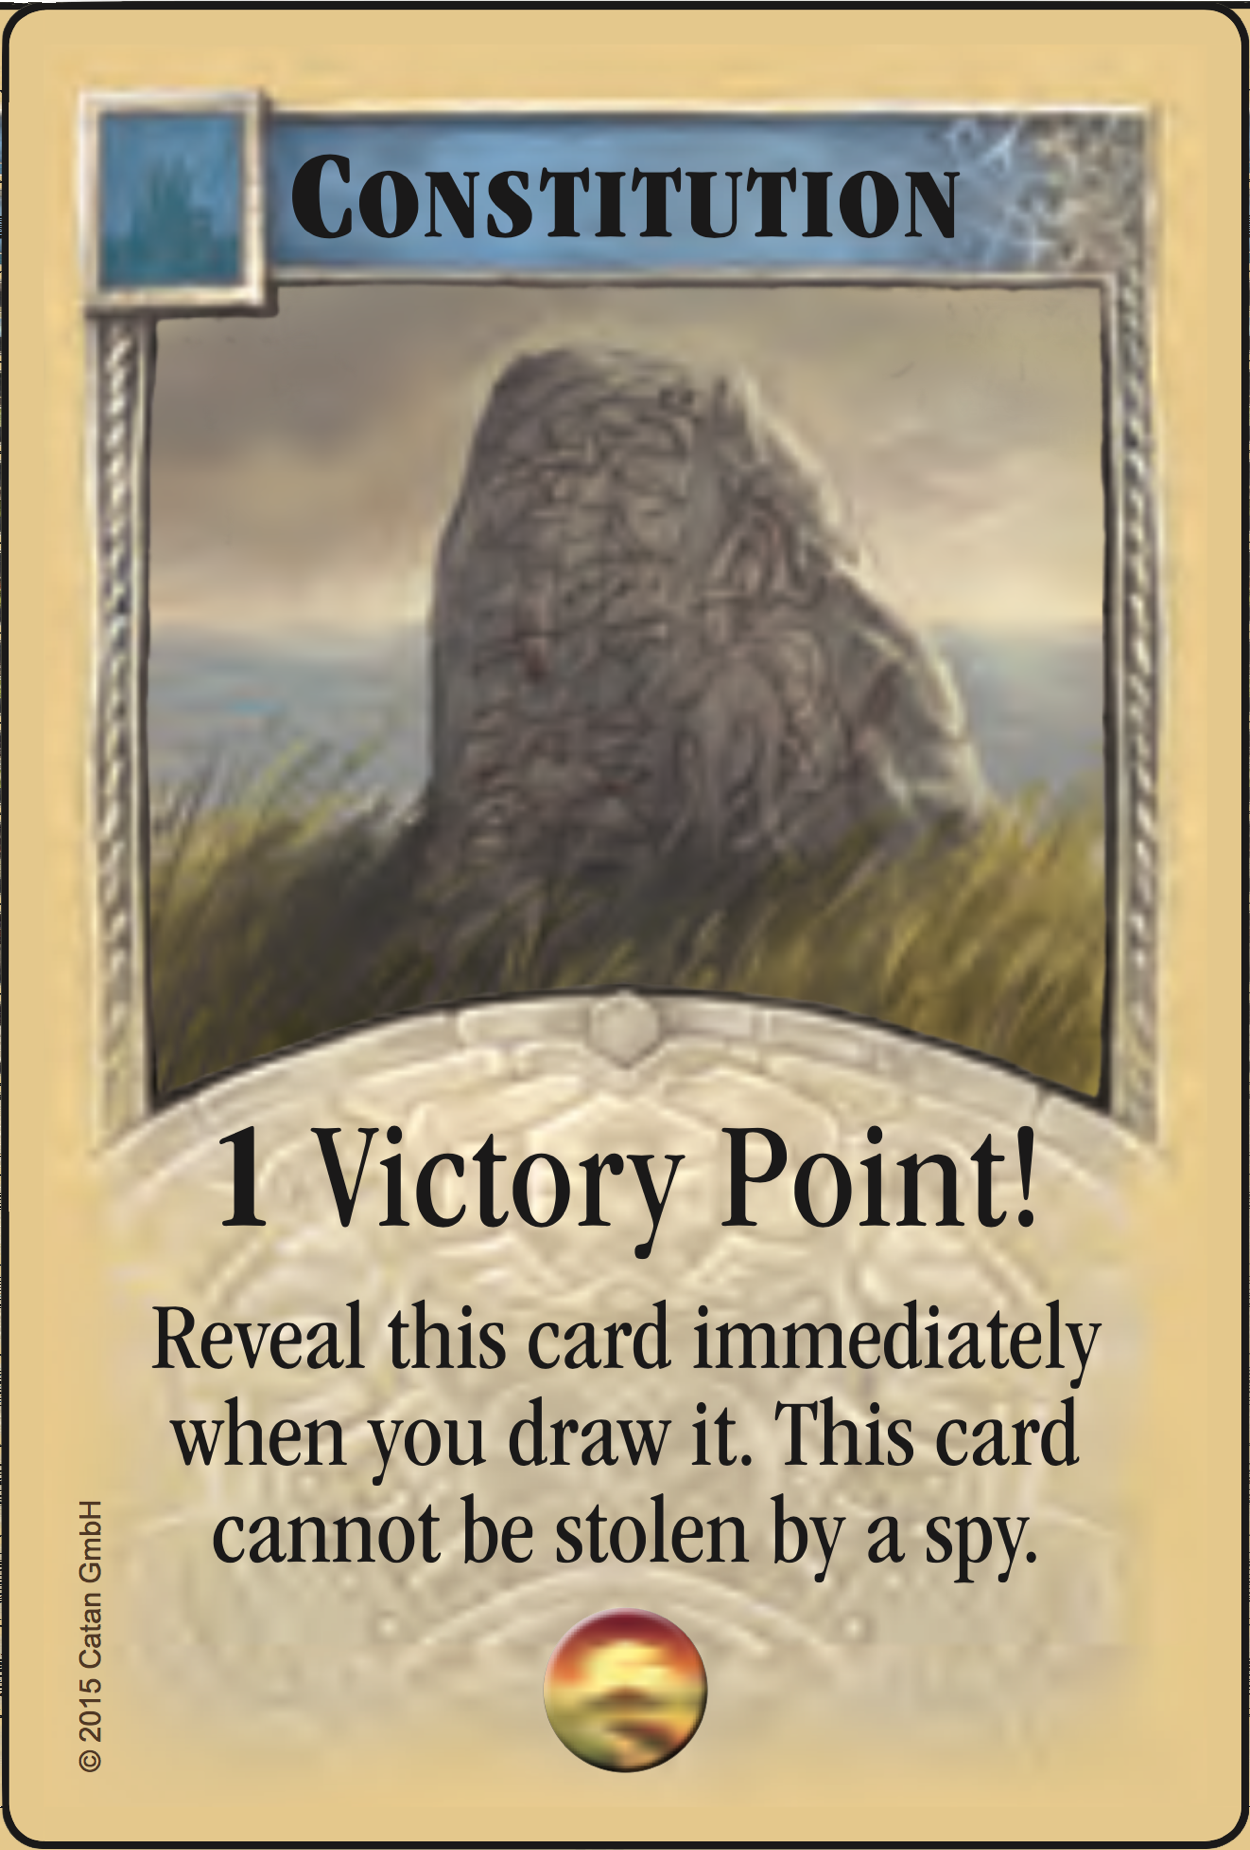 CONSTITUTION
1 Victory Point!
Reveal this card immediately
when you draw it. This card
cannot be stolen by a spy.
© 2015 Catan GmbH